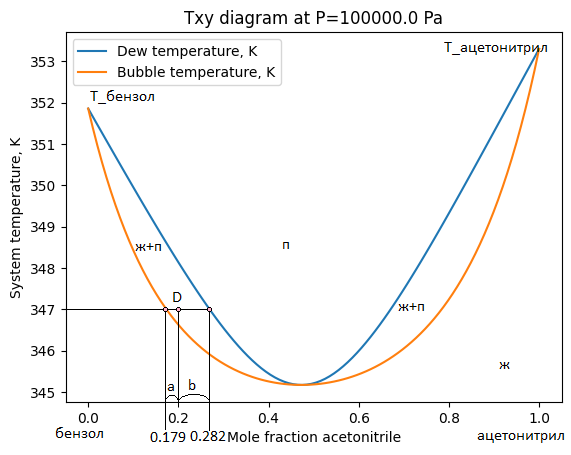 Txy diagram at P=100000.0 Pa
Dew temperature, K
Bubble temperature, K
T_ацетонитрил
T_бензол
System temperature, K
353
352
351
350
349
348
347
346
345
ж+п
п
D
ж+п
ж
a
b
0.0
0.2
0.4
0.6
0.8
1.0
бензол
0.179
0.282
Mole fraction acetonitrile
ацетонитрил